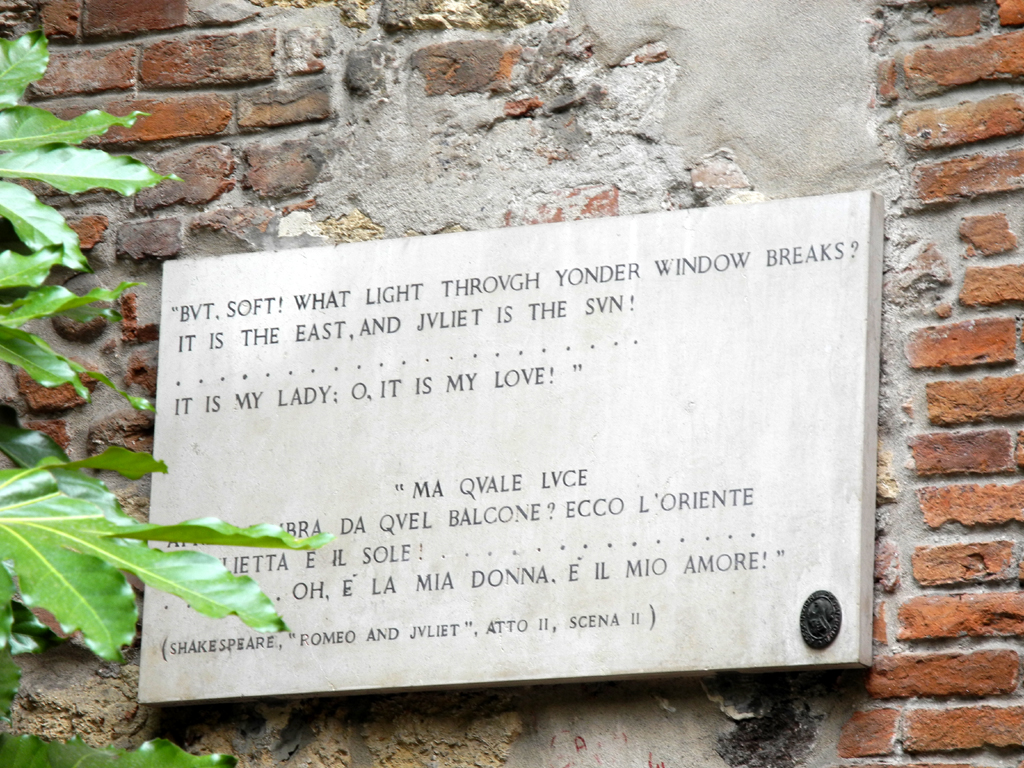 "BVT, SOFT! WHAT LIGHT THROVGH YONDER WINDOW BREAKS?
IT IS THE EAST, AND JVLIET IS THE SVN!
. . . . . . . . . . . . . . . . . . . . .
IT IS MY LADY; O, IT IS MY LOVE! "
" MA QVALE LVCE
DA QVEL BALCONE? ECCO L'ORIENTE
È IL SOLE! . . . . . . . . . . . . . .
. OH, È LA MIA DONNA, È IL MIO AMORE!"
(SHAKESPEARE, "ROMEO AND JVLIET", ATTO II, SCENA II )